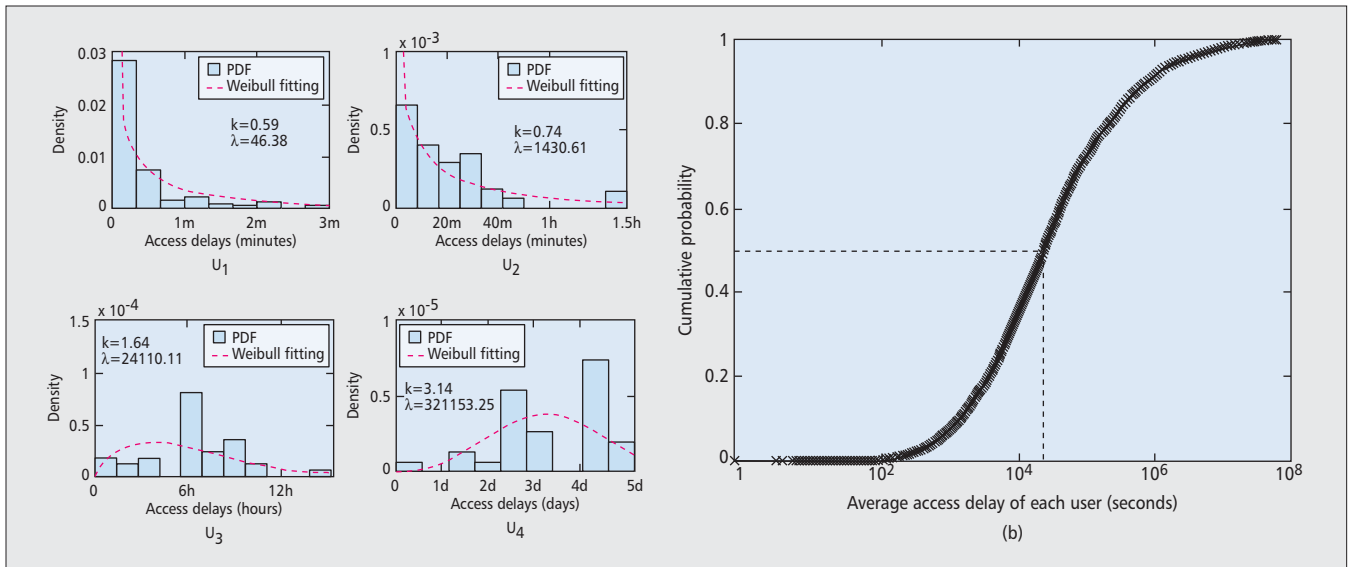 x 10⁻³
0.03
0.02
0.01
0
Density
PDF
Weibull fitting
k=0.59
λ=46.38
0 1m 2m 3m
Access delays (minutes)
U₁
1
0.5
0
Density
PDF
Weibull fitting
k=0.74
λ=1430.61
0 20m 40m 1h 1.5h
Access delays (minutes)
U₂
x 10⁻⁴
1.5
1
0.5
0
Density
PDF
Weibull fitting
k=1.64
λ=24110.11
0 6h 12h
Access delays (hours)
U₃
x 10⁻⁵
1
0.5
0
Density
PDF
Weibull fitting
k=3.14
λ=321153.25
0 1d 2d 3d 4d 5d
Access delays (days)
U₄
1
0.8
0.6
0.4
0.2
0
Cumulative probability
1 10² 10⁴ 10⁶ 10⁸
Average access delay of each user (seconds)
(b)